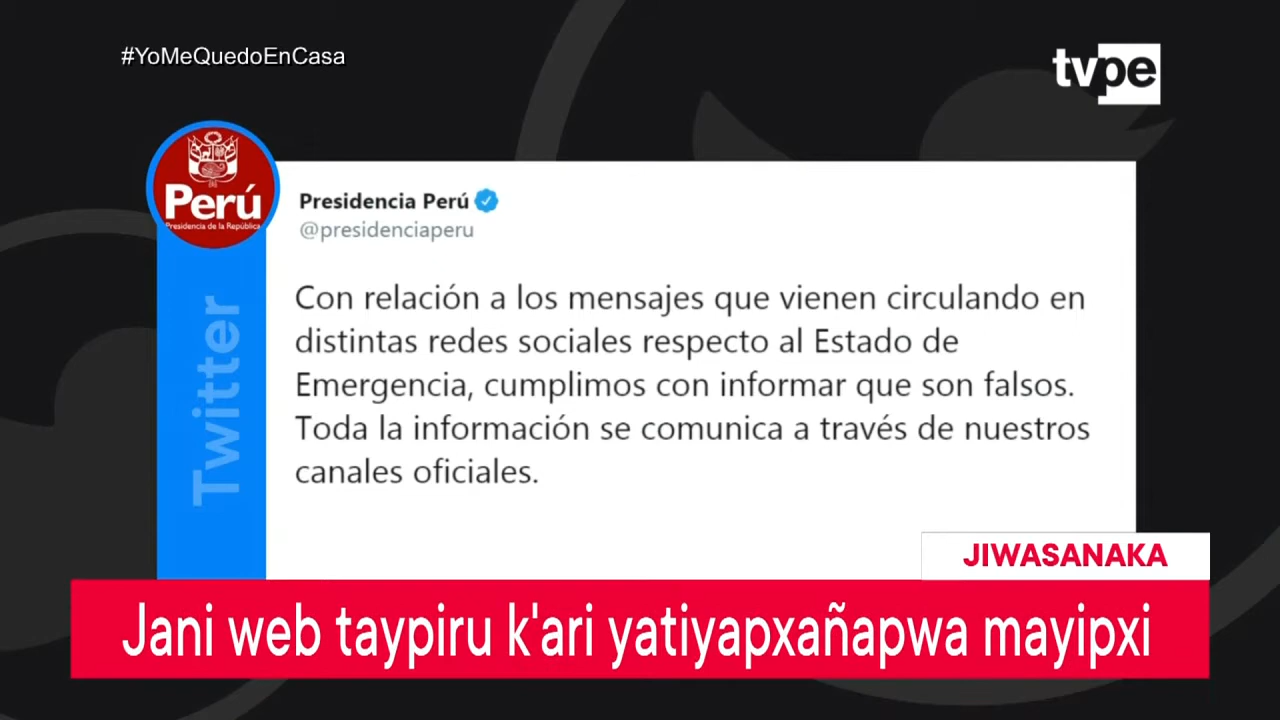 #YoMeQuedoEnCasa
tvpe
Perú
Presidencia de la República
Presidencia Perú
@presidenciaperu
Twitter
Con relación a los mensajes que vienen circulando en
distintas redes sociales respecto al Estado de
Emergencia, cumplimos con informar que son falsos.
Toda la información se comunica a través de nuestros
canales oficiales.
JIWASANAKA
Jani web taypiru k'ari yatiyapxañapwa mayipxi